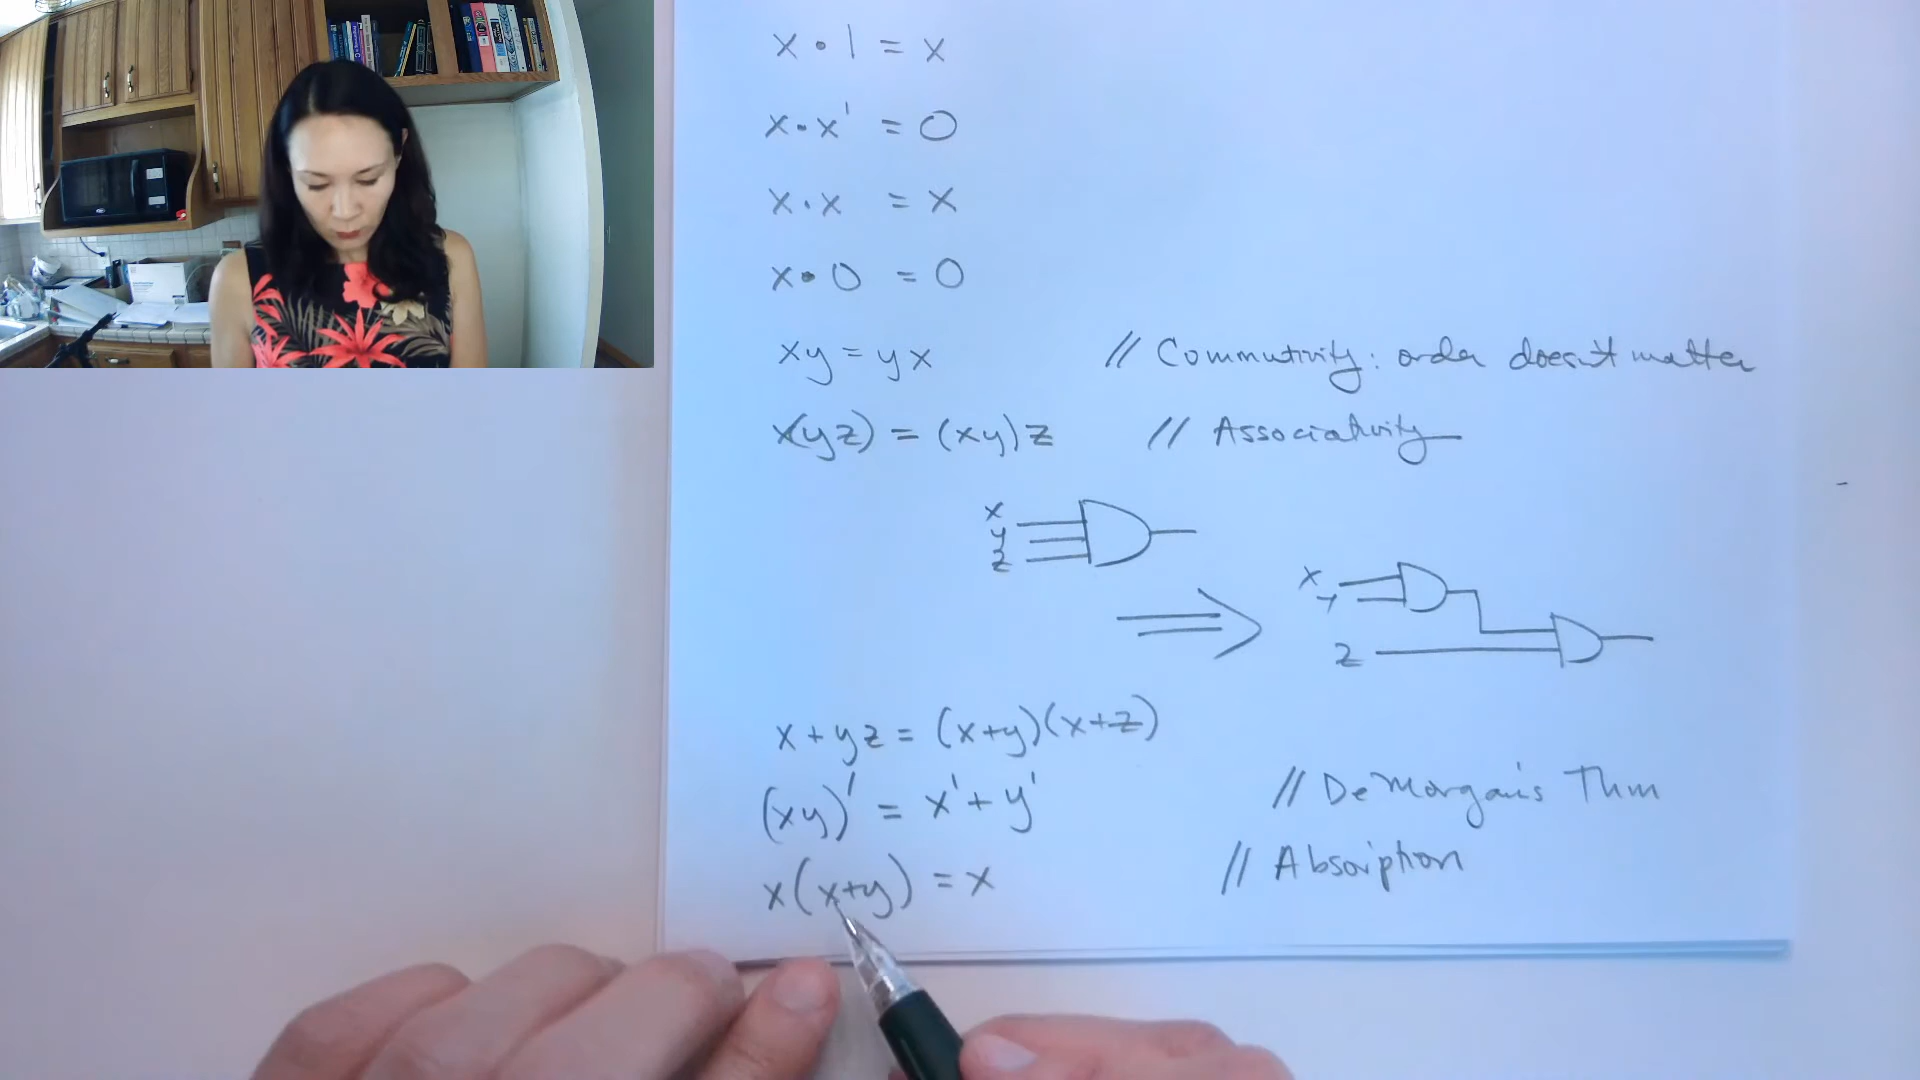 x • 1 = x
x • x' = 0
x • x = x
x • 0 = 0
xy = yx // Commutivity: order doesn't matter
x(yz) = (xy)z // Associativity
x
y
z
x
y
z
x + yz = (x+y)(x+z)
(xy)' = x' + y' // DeMorgan's Thm
x(x+y) = x // Absorption